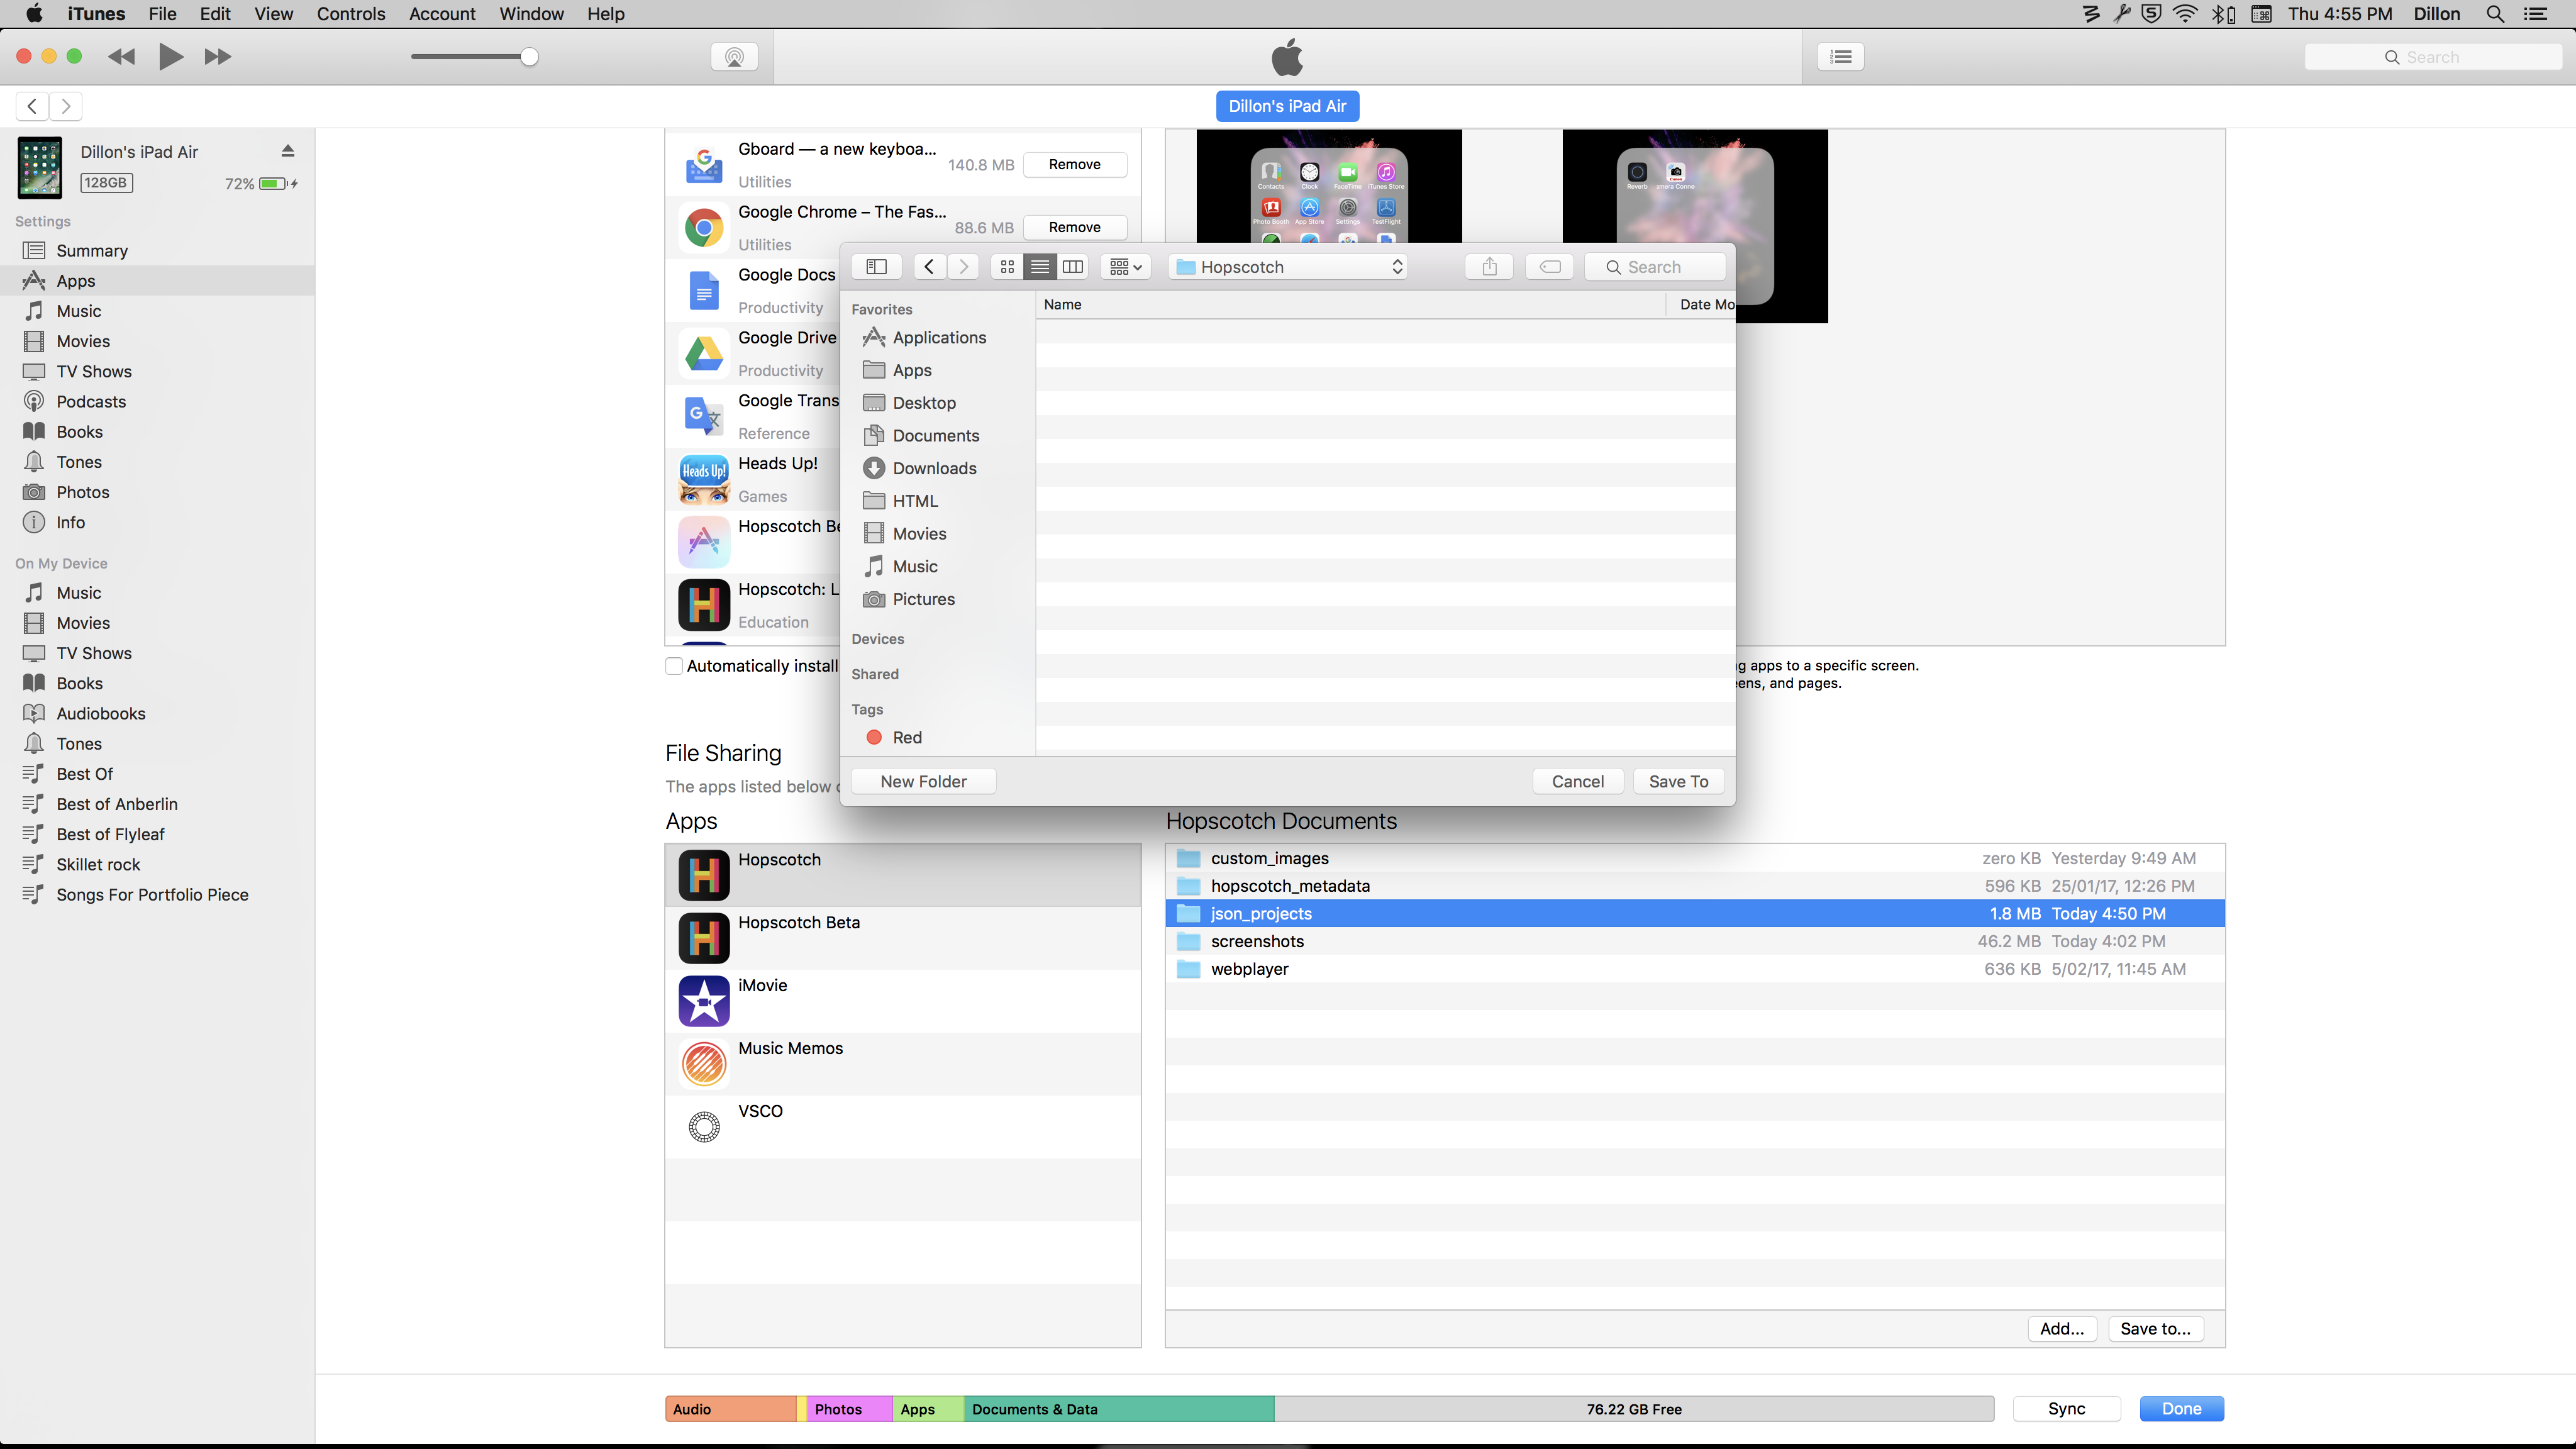 iTunes File Edit View Controls Account Window Help
Thu 4:55 PM Dillon
Search
Dillon's iPad Air
Dillon's iPad Air
128GB 72%
Settings
Summary
Apps
Music
Movies
TV Shows
Podcasts
Books
Tones
Photos
Info
On My Device
Music
Movies
TV Shows
Books
Audiobooks
Tones
Best Of
Best of Anberlin
Best of Flyleaf
Skillet rock
Songs For Portfolio Piece
Gboard — a new keyboa... 140.8 MB Remove
Utilities
Google Chrome – The Fas... 88.6 MB Remove
Utilities
Google Docs
Productivity
Google Drive
Productivity
Google Trans
Reference
Heads Up!
Heads Up!
Games
Hopscotch Be
Hopscotch: L
Education
Automatically install
Contacts Clock FaceTime iTunes Store
Photo Booth App Store Settings TestFlight
Reverb amera Conne
Hopscotch
Search
Favorites
Applications
Apps
Desktop
Documents
Downloads
HTML
Movies
Music
Pictures
Devices
Shared
Tags
Red
Name Date Mo
New Folder Cancel Save To
g apps to a specific screen.
eens, and pages.
File Sharing
The apps listed below
Apps
Hopscotch
Hopscotch Beta
iMovie
Music Memos
VSCO
Hopscotch Documents
custom_images zero KB Yesterday 9:49 AM
hopscotch_metadata 596 KB 25/01/17, 12:26 PM
json_projects 1.8 MB Today 4:50 PM
screenshots 46.2 MB Today 4:02 PM
webplayer 636 KB 5/02/17, 11:45 AM
Add... Save to...
Audio Photos Apps Documents & Data 76.22 GB Free Sync Done